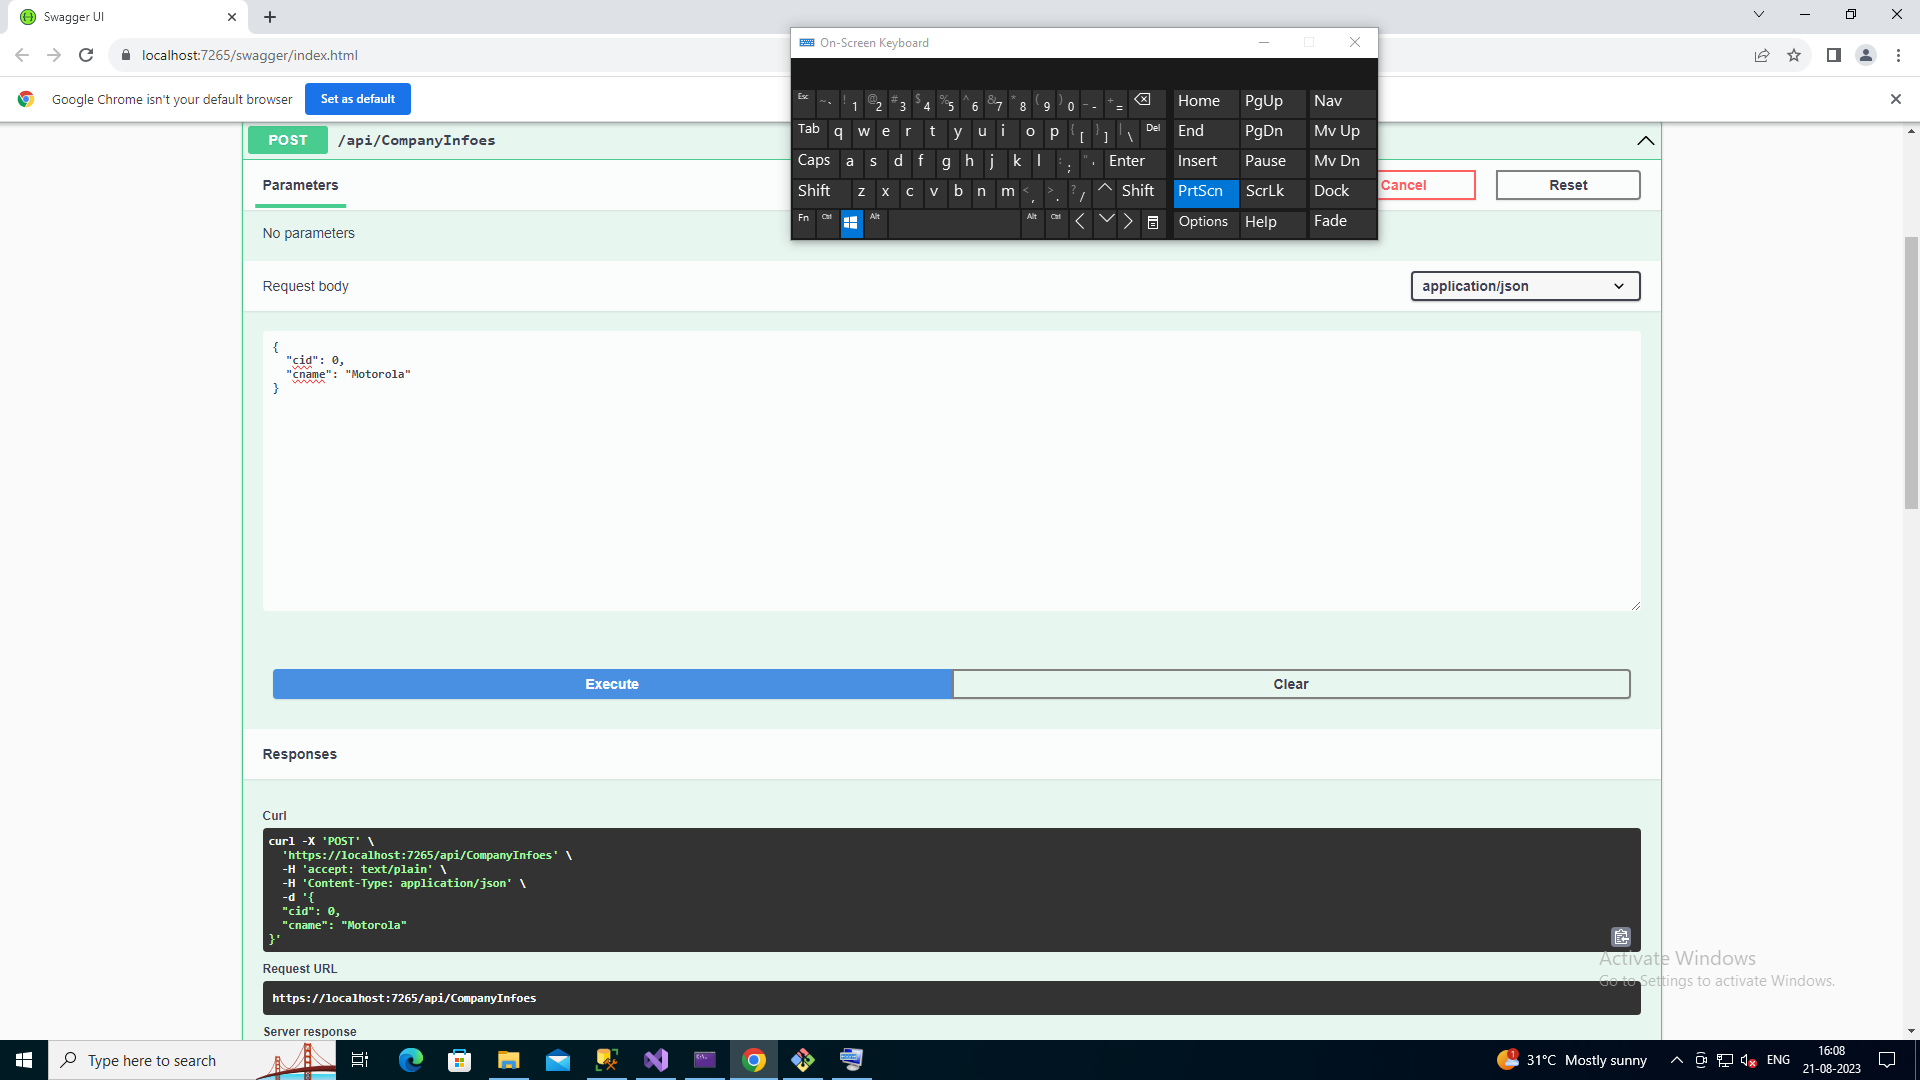 Swagger UI
localhost:7265/swagger/index.html
Google Chrome isn't your default browser
Set as default
POST /api/CompanyInfoes
Parameters
Cancel
Reset
No parameters
Request body
application/json
{
"cid": 0,
"cname": "Motorola"
}
Execute
Clear
Responses
Curl
curl -X 'POST' \
'https://localhost:7265/api/CompanyInfoes' \
-H 'accept: text/plain' \
-H 'Content-Type: application/json' \
-d '{
"cid": 0,
"cname": "Motorola"
}'
Request URL
https://localhost:7265/api/CompanyInfoes
Server response
On-Screen Keyboard
Esc ~ ` ! 1 @ 2 # 3 $ 4 % 5 ^ 6 & 7 * 8 ( 9 ) 0 _ - + = Home PgUp Nav
Tab q w e r t y u i o p { [ } ] | \ Del End PgDn Mv Up
Caps a s d f g h j k l : ; " ' Enter Insert Pause Mv Dn
Shift z x c v b n m < , > . ? / Shift PrtScn ScrLk Dock
Fn Ctrl Alt Alt Ctrl Options Help Fade
Activate Windows
Go to Settings to activate Windows.
Type here to search
1
31°C Mostly sunny
ENG
16:08
21-08-2023